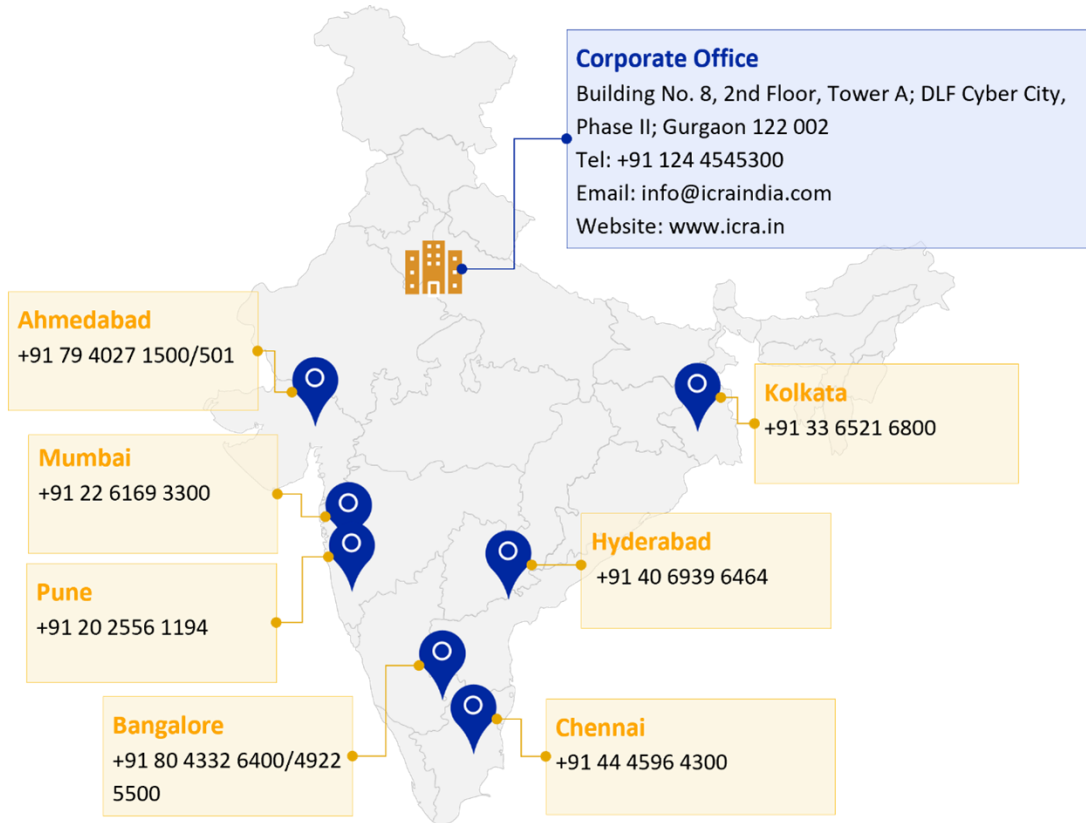 Corporate Office
Building No. 8, 2nd Floor, Tower A; DLF Cyber City,
Phase II; Gurgaon 122 002
Tel: +91 124 4545300
Email: info@icraindia.com
Website: www.icra.in
Ahmedabad
+91 79 4027 1500/501
Kolkata
+91 33 6521 6800
Mumbai
+91 22 6169 3300
Hyderabad
+91 40 6939 6464
Pune
+91 20 2556 1194
Bangalore
+91 80 4332 6400/4922
5500
Chennai
+91 44 4596 4300